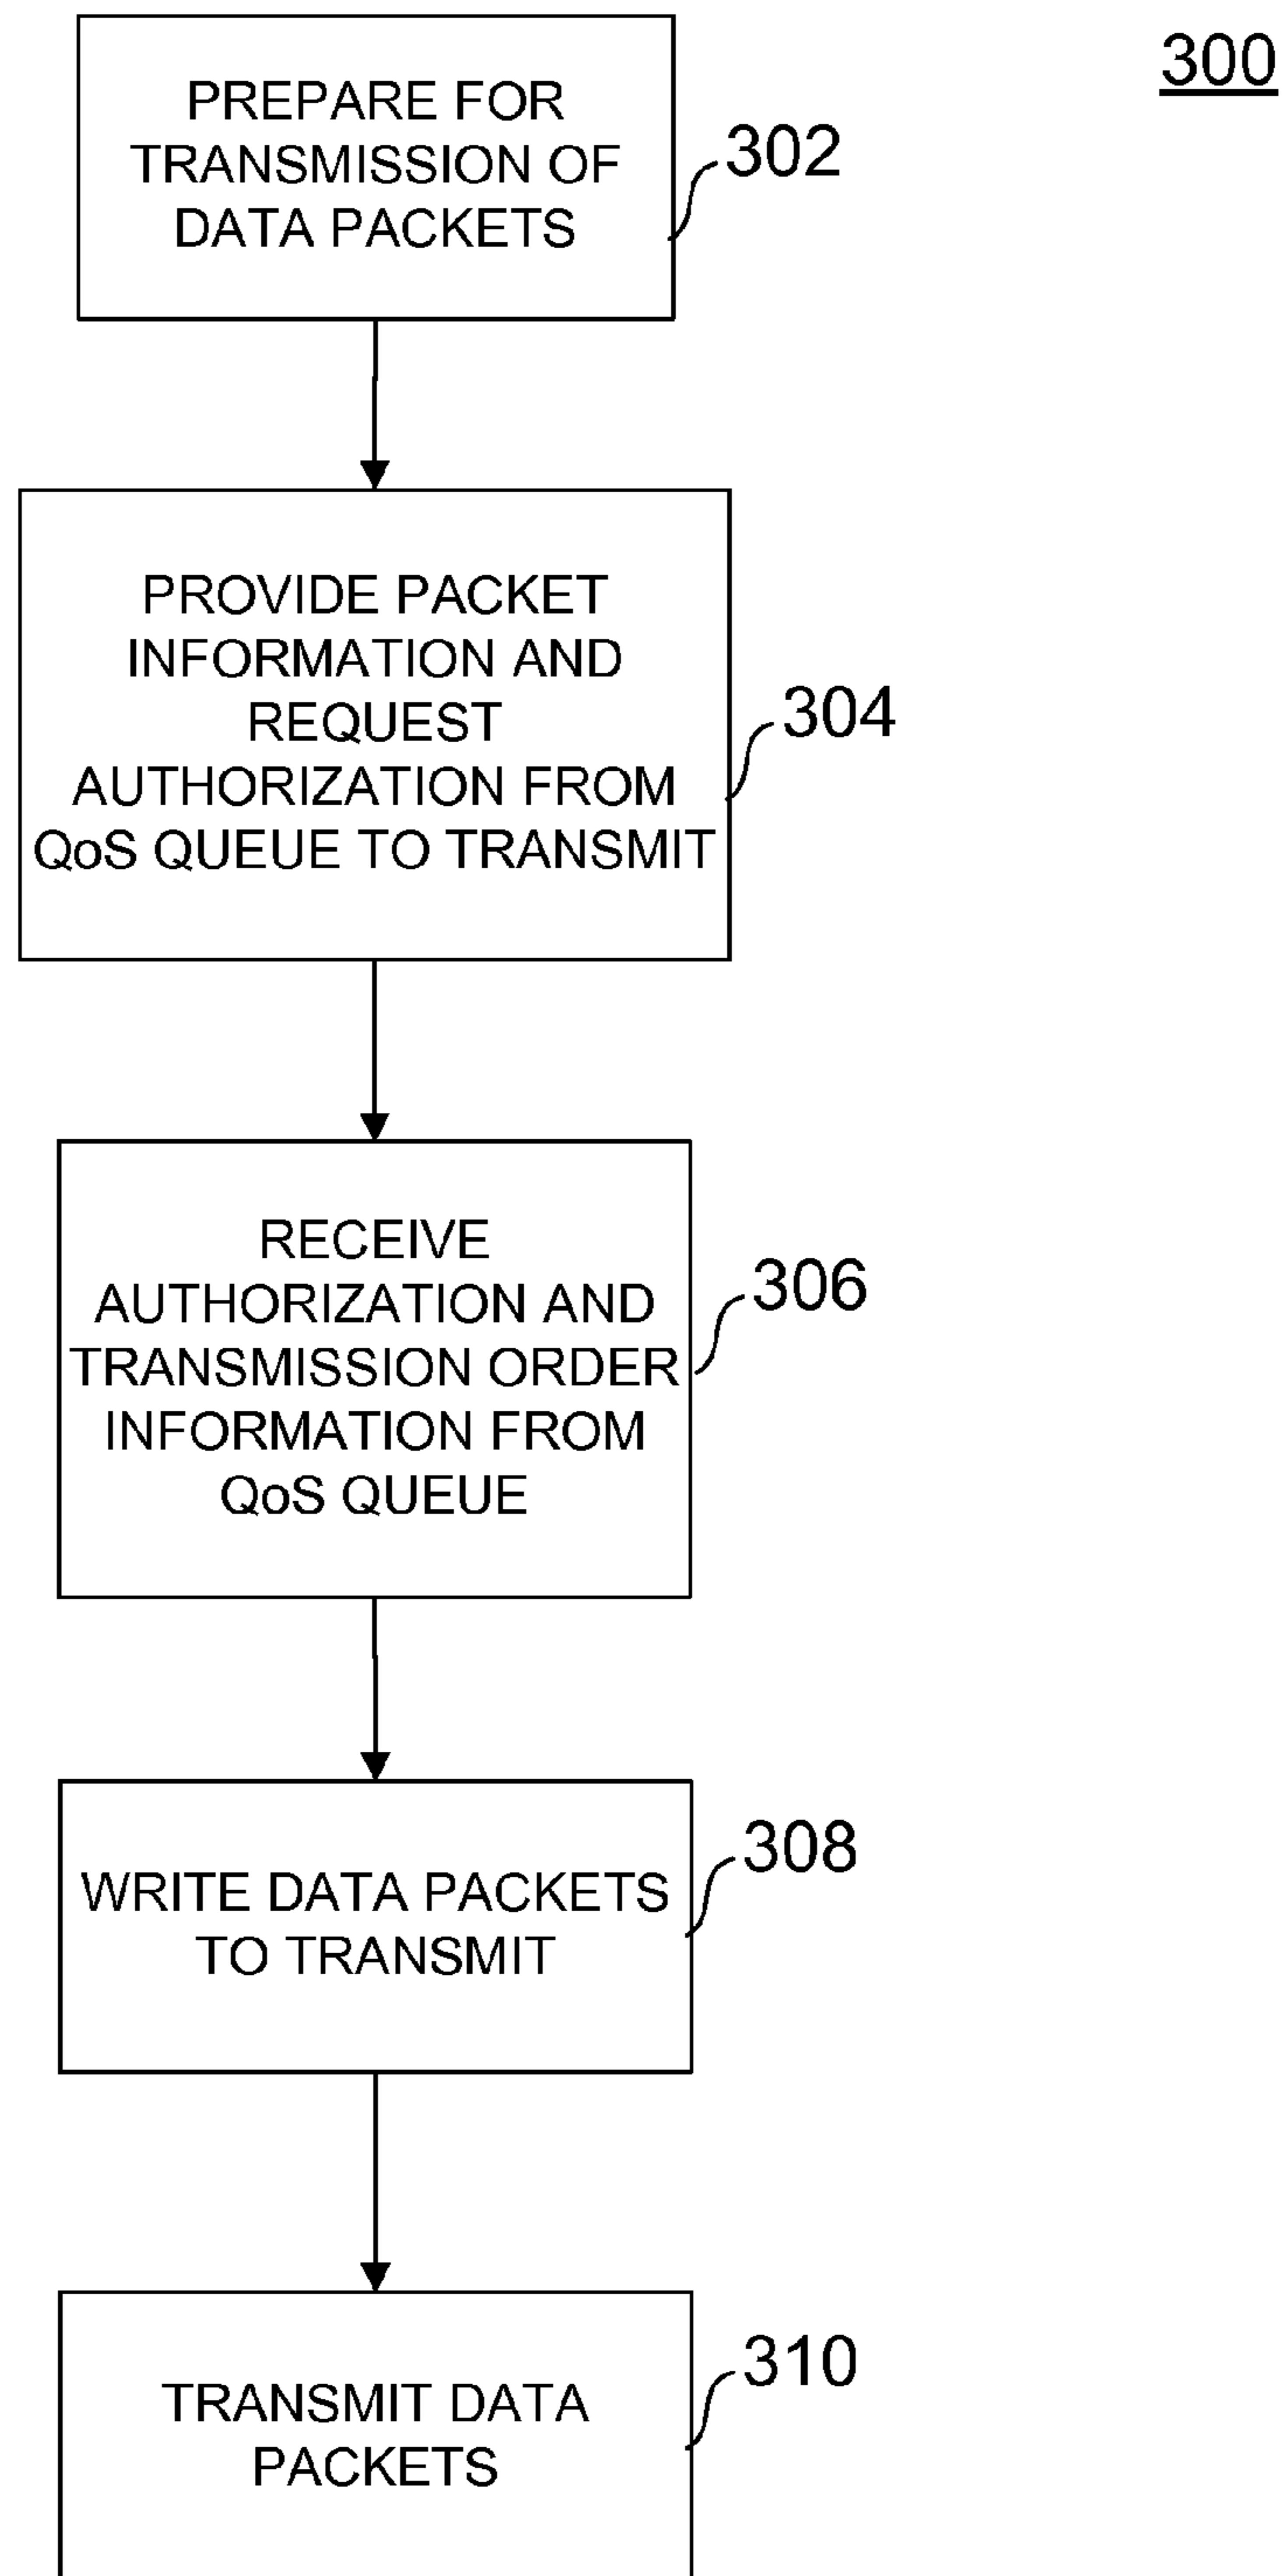 300
PREPARE FOR
TRANSMISSION OF
DATA PACKETS
302
PROVIDE PACKET
INFORMATION AND
REQUEST
AUTHORIZATION FROM
QoS QUEUE TO TRANSMIT
304
RECEIVE
AUTHORIZATION AND
TRANSMISSION ORDER
INFORMATION FROM
QoS QUEUE
306
WRITE DATA PACKETS
TO TRANSMIT
308
TRANSMIT DATA
PACKETS
310